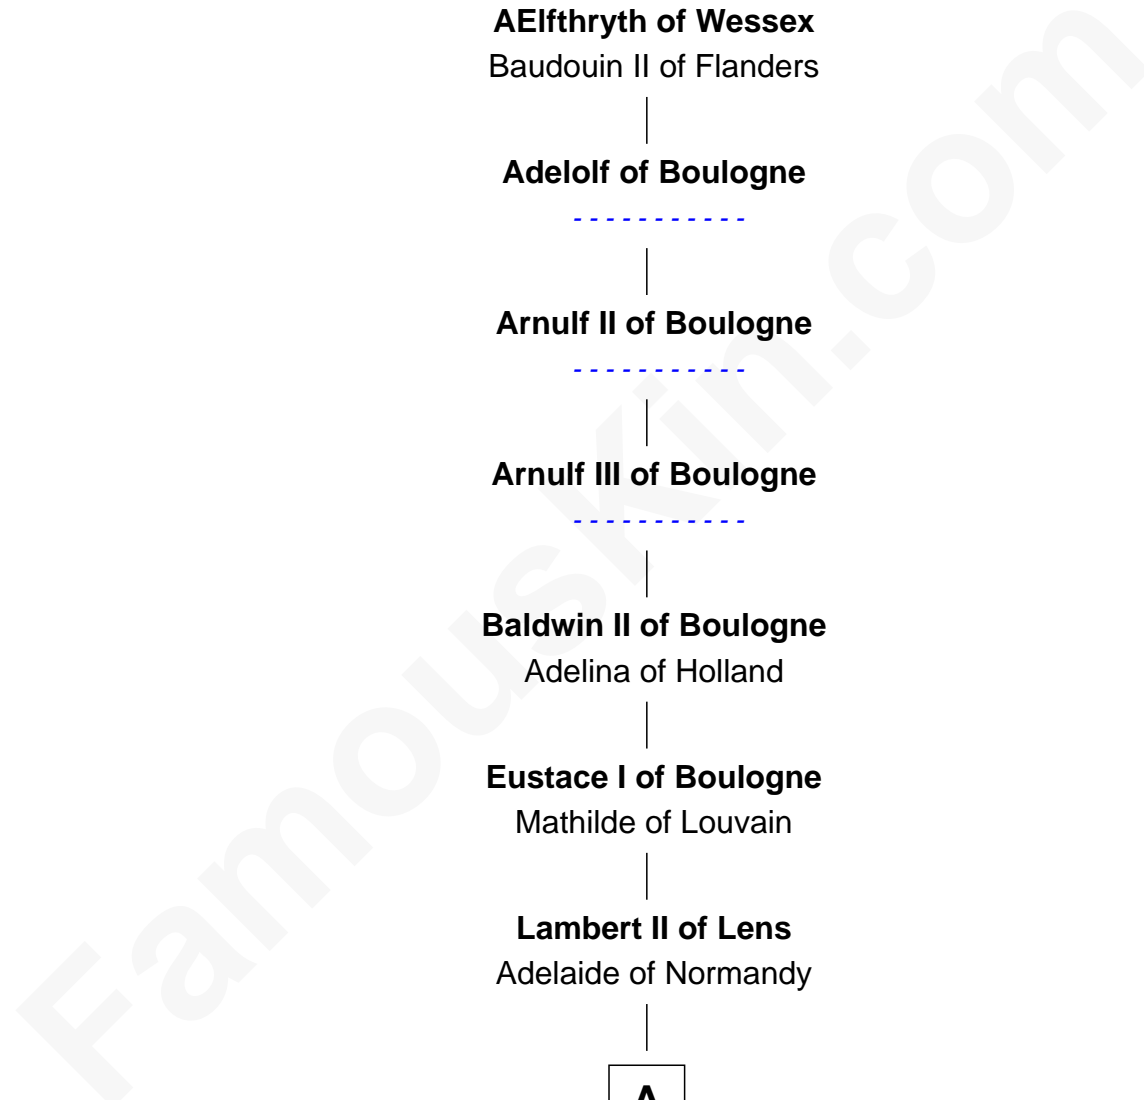 AElfthryth of Wessex
Baudouin II of Flanders
Adelolf of Boulogne
- - - - - - - - - - -
Arnulf II of Boulogne
- - - - - - - - - - -
Arnulf III of Boulogne
- - - - - - - - - - -
Baldwin II of Boulogne
Adelina of Holland
Eustace I of Boulogne
Mathilde of Louvain
Lambert II of Lens
Adelaide of Normandy
A
FamousKin.com